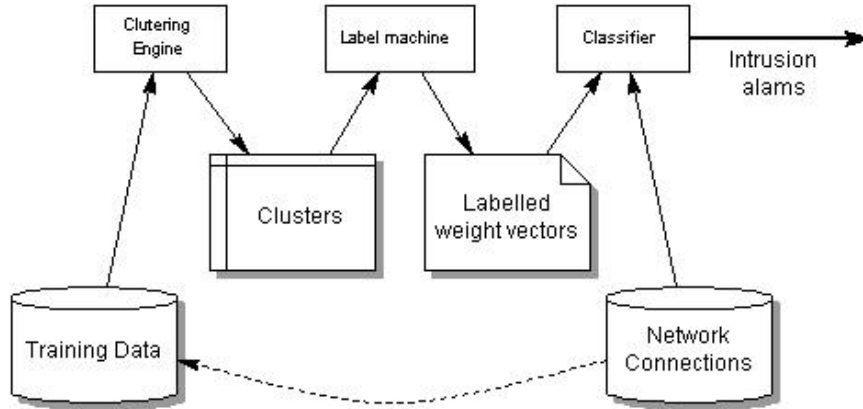 Clutering
Engine
Label machine
Classifier
Intrusion
alams
Clusters
Labelled
weight vectors
Training Data
Network
Connections